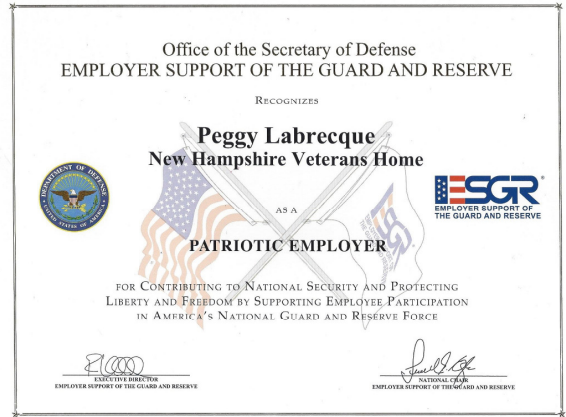 Office of the Secretary of Defense
EMPLOYER SUPPORT OF THE GUARD AND RESERVE
RECOGNIZES
Peggy Labrecque
New Hampshire Veterans Home
DEPARTMENT OF DEFENSE
UNITED STATES OF AMERICA
ESGR
EMPLOYER SUPPORT OF
THE GUARD AND RESERVE
AS A
ESGR
PATRIOTIC EMPLOYER
FOR CONTRIBUTING TO NATIONAL SECURITY AND PROTECTING
LIBERTY AND FREEDOM BY SUPPORTING EMPLOYEE PARTICIPATION
IN AMERICA'S NATIONAL GUARD AND RESERVE FORCE
EXECUTIVE DIRECTOR
EMPLOYER SUPPORT OF THE GUARD AND RESERVE
NATIONAL CHAIR
EMPLOYER SUPPORT OF THE GUARD AND RESERVE